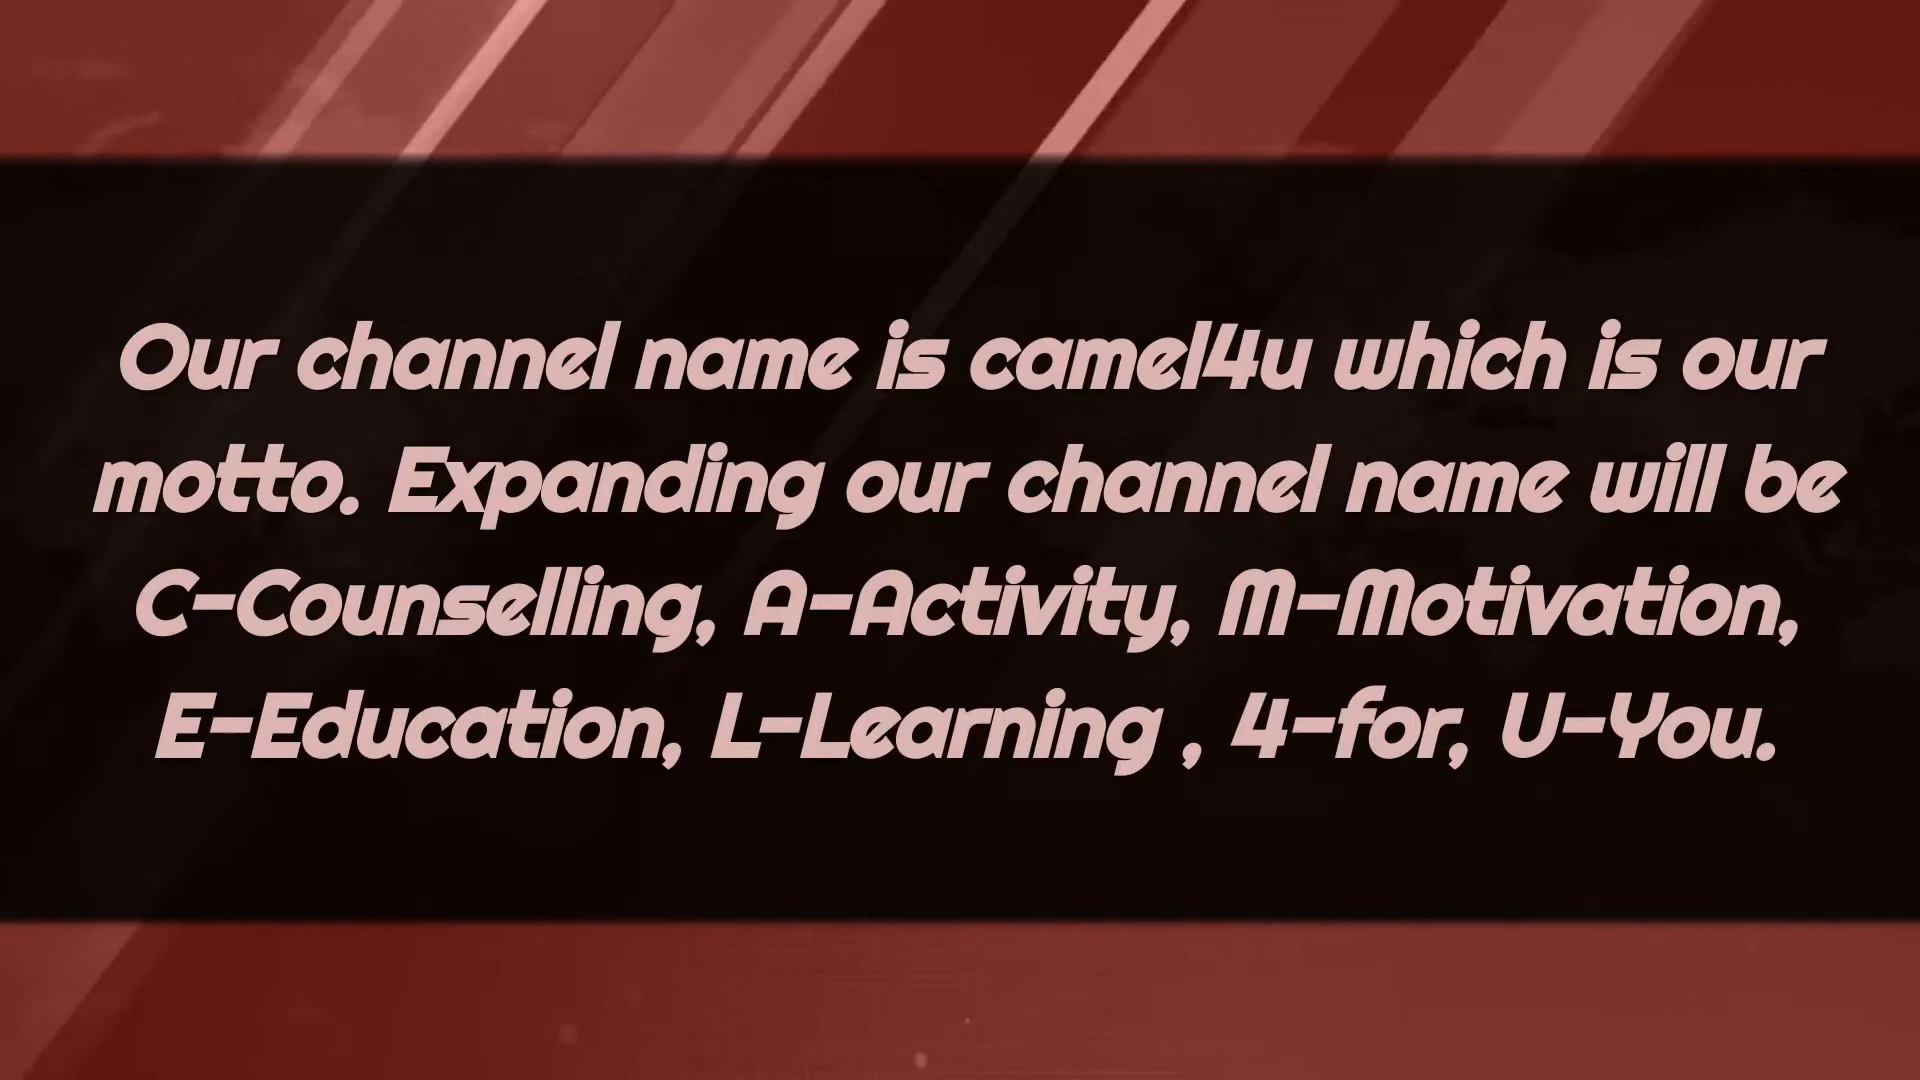 Our channel name is camel4u which is our
motto. Expanding our channel name will be
C-Counselling, A-Activity, M-Motivation,
E-Education, L-Learning , 4-for, U-You.